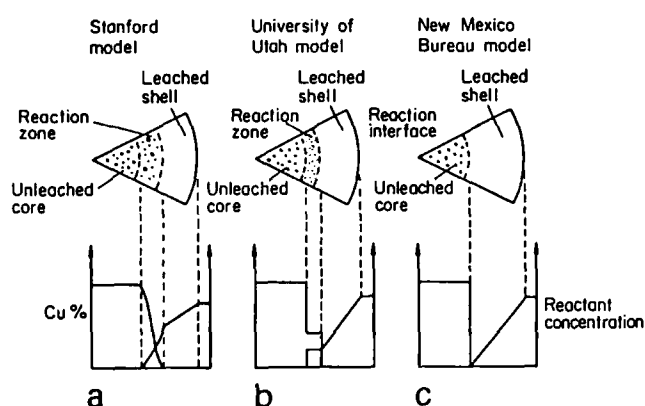 Stanford
model
University of
Utah model
New Mexico
Bureau model
Leached
shell
Reaction
zone
Unleached
core
Leached
shell
Reaction
zone
Unleached
core
Leached
shell
Reaction
interface
Unleached
core
Cu %
Reactant
concentration
a
b
c